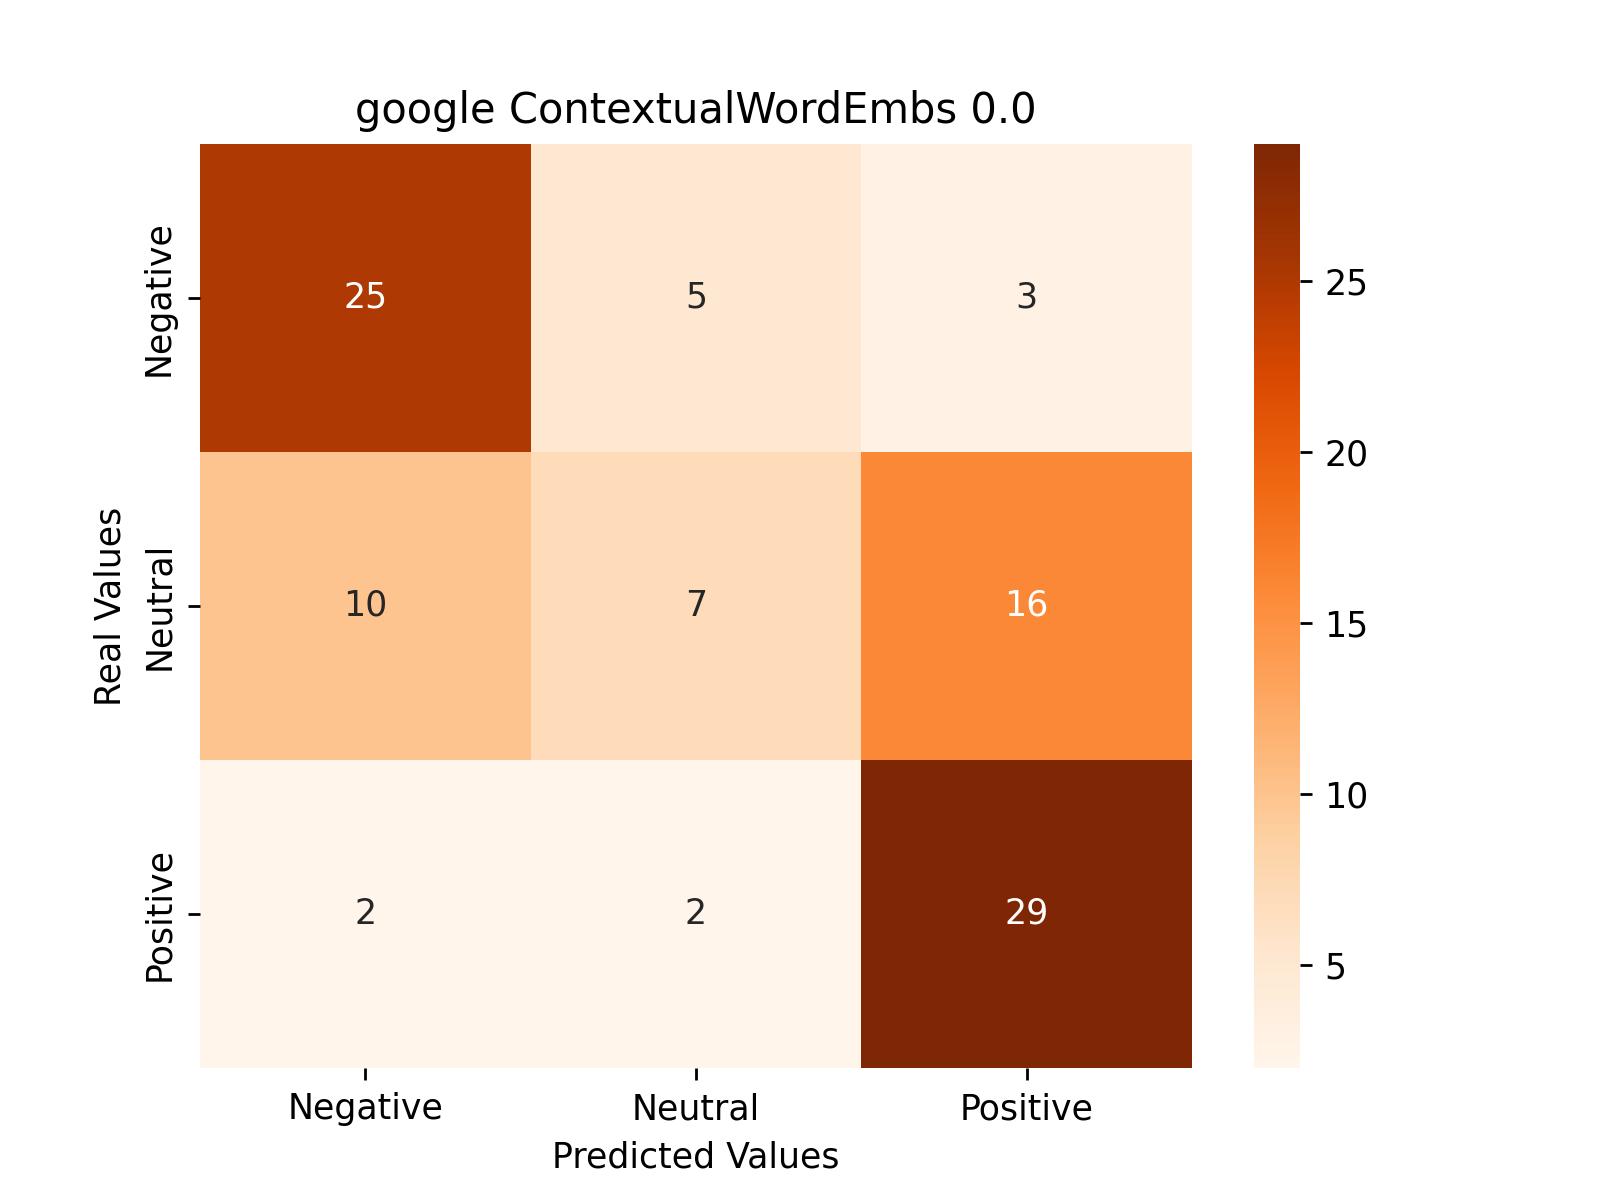 google ContextualWordEmbs 0.0
Real Values
Negative
25 5 3
Neutral
10 7 16
Positive
2 2 29
Negative Neutral Positive
Predicted Values
25
20
15
10
5